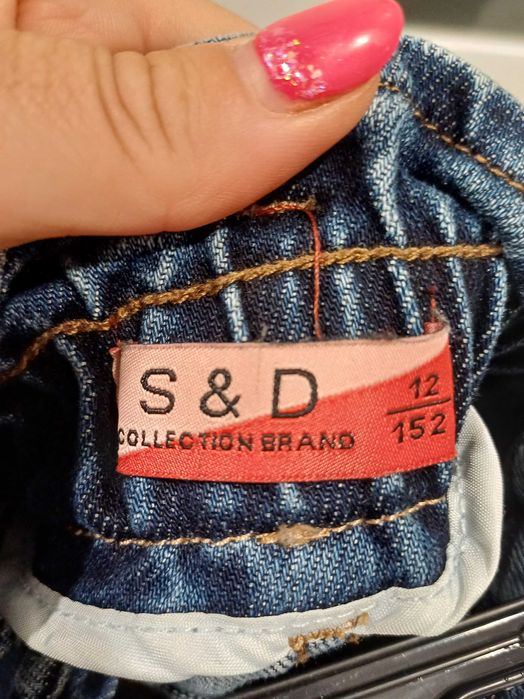 S & D
COLLECTION BRAND
12
152